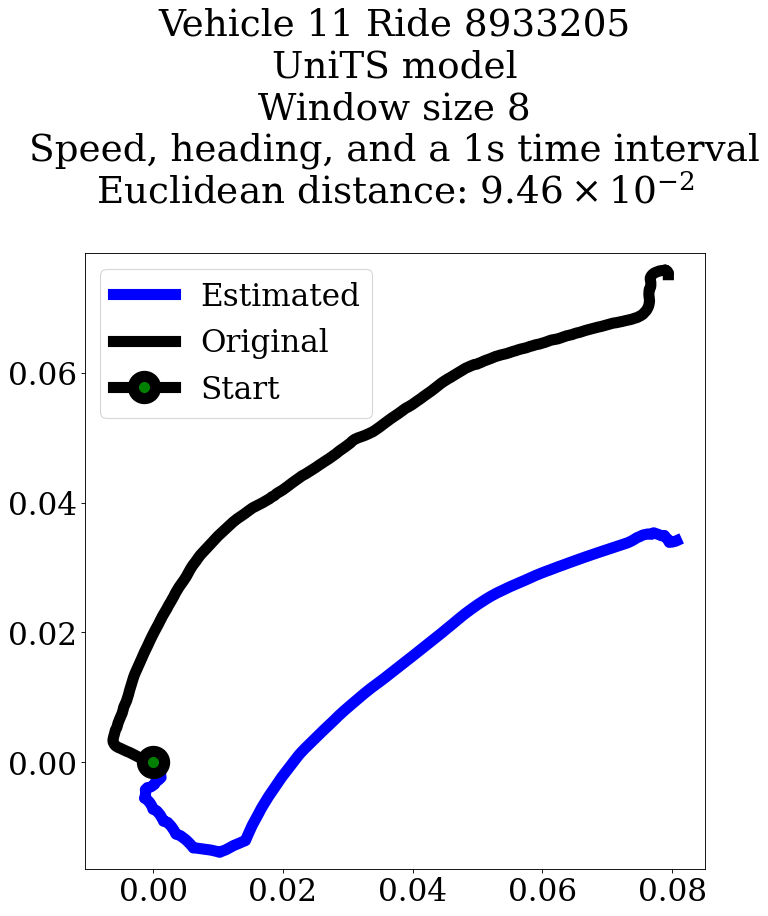 Vehicle 11 Ride 8933205
UniTS model
Window size 8
Speed, heading, and a 1s time interval
Euclidean distance: 9.46 × 10⁻²
Estimated
Original
Start
0.06
0.04
0.02
0.00
0.00 0.02 0.04 0.06 0.08